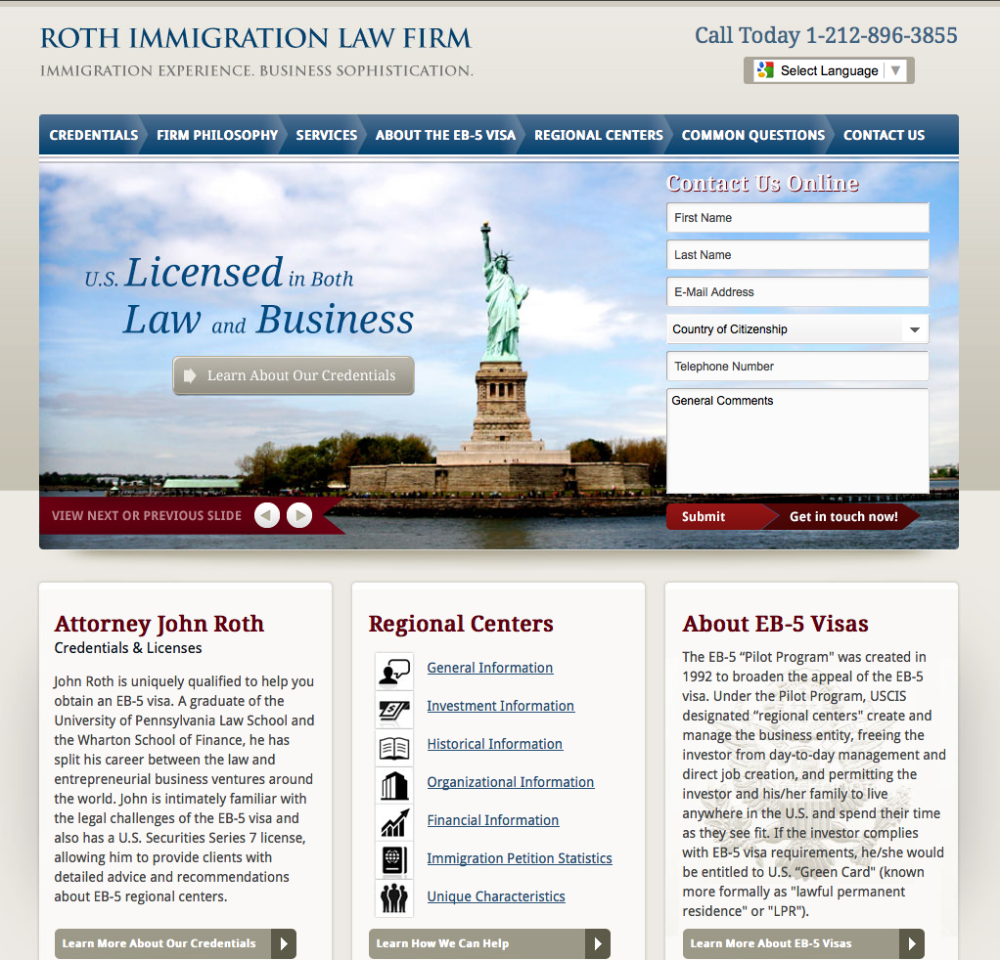 ROTH IMMIGRATION LAW FIRM
IMMIGRATION EXPERIENCE. BUSINESS SOPHISTICATION.
Call Today 1-212-896-3855
Select Language
CREDENTIALS
FIRM PHILOSOPHY
SERVICES
ABOUT THE EB-5 VISA
REGIONAL CENTERS
COMMON QUESTIONS
CONTACT US
U.S. Licensed in Both
Law and Business
Learn About Our Credentials
VIEW NEXT OR PREVIOUS SLIDE
Contact Us Online
First Name
Last Name
E-Mail Address
Country of Citizenship
Telephone Number
General Comments
Submit
Get in touch now!
Attorney John Roth
Credentials & Licenses
John Roth is uniquely qualified to help you
obtain an EB-5 visa. A graduate of the
University of Pennsylvania Law School and
the Wharton School of Finance, he has
split his career between the law and
entrepreneurial business ventures around
the world. John is intimately familiar with
the legal challenges of the EB-5 visa and
also has a U.S. Securities Series 7 license,
allowing him to provide clients with
detailed advice and recommendations
about EB-5 regional centers.
Learn More About Our Credentials
Regional Centers
General Information
Investment Information
Historical Information
Organizational Information
Financial Information
Immigration Petition Statistics
Unique Characteristics
Learn How We Can Help
About EB-5 Visas
The EB-5 “Pilot Program" was created in
1992 to broaden the appeal of the EB-5
visa. Under the Pilot Program, USCIS
designated “regional centers" create and
manage the business entity, freeing the
investor from day-to-day management and
direct job creation, and permitting the
investor and his/her family to live
anywhere in the U.S. and spend their time
as they see fit. If the investor complies
with EB-5 visa requirements, he/she would
be entitled to U.S. “Green Card" (known
more formally as "lawful permanent
residence" or "LPR").
Learn More About EB-5 Visas